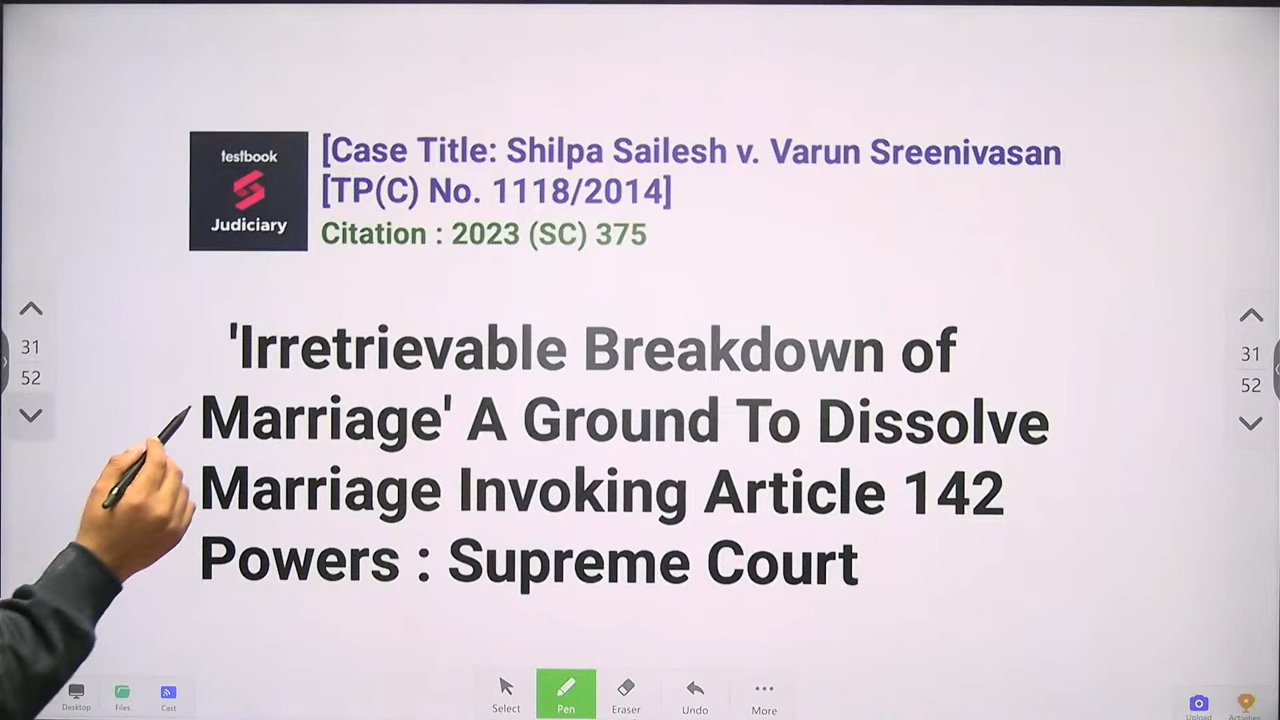 testbook
Judiciary
[Case Title: Shilpa Sailesh v. Varun Sreenivasan
[TP(C) No. 1118/2014]
Citation : 2023 (SC) 375
'Irretrievable Breakdown of
Marriage' A Ground To Dissolve
Marriage Invoking Article 142
Powers : Supreme Court
31
52
31
52
Desktop
Files
Cast
Select
Pen
Eraser
Undo
More
Upload
Activities